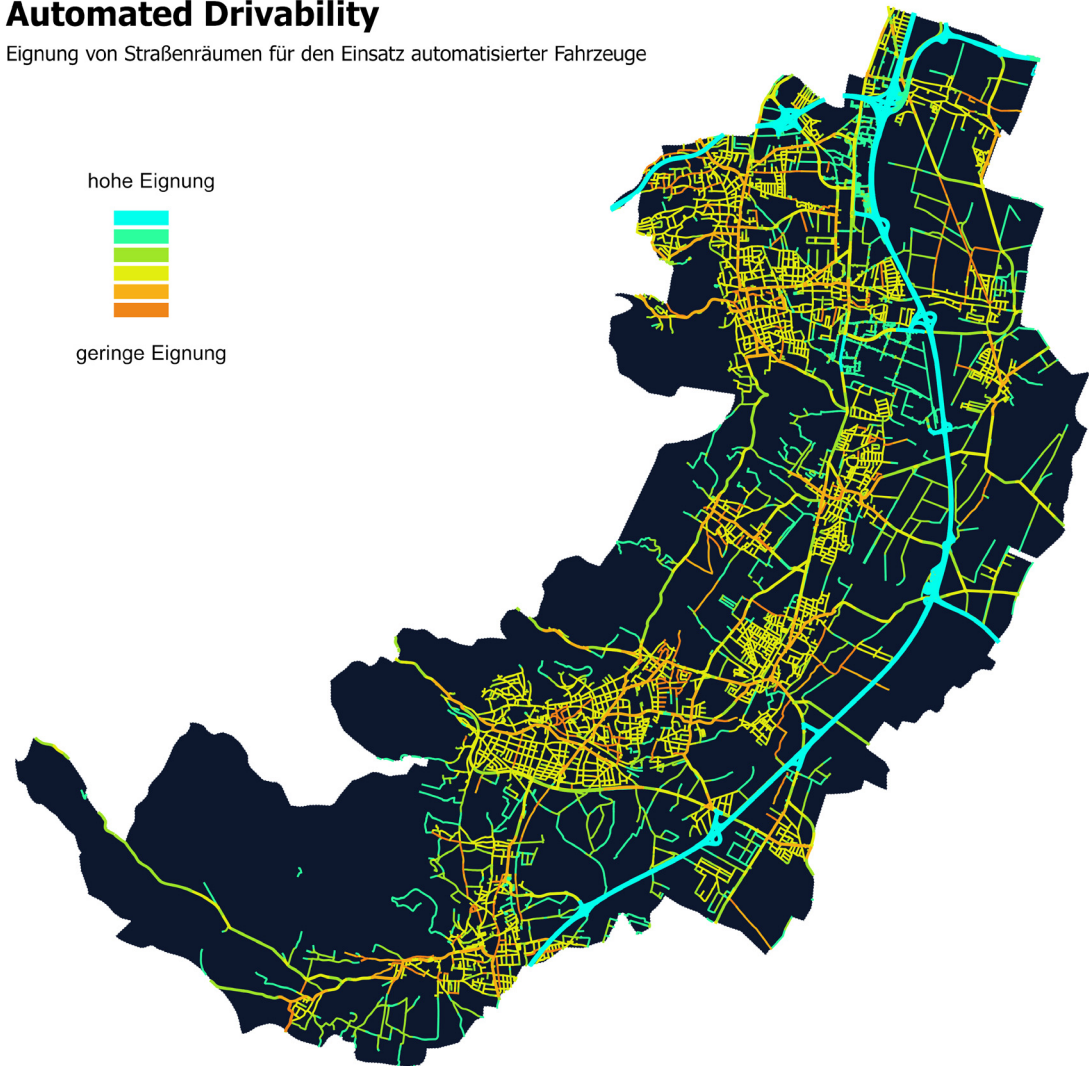 Automated Drivability
Eignung von Straßenräumen für den Einsatz automatisierter Fahrzeuge
hohe Eignung
geringe Eignung